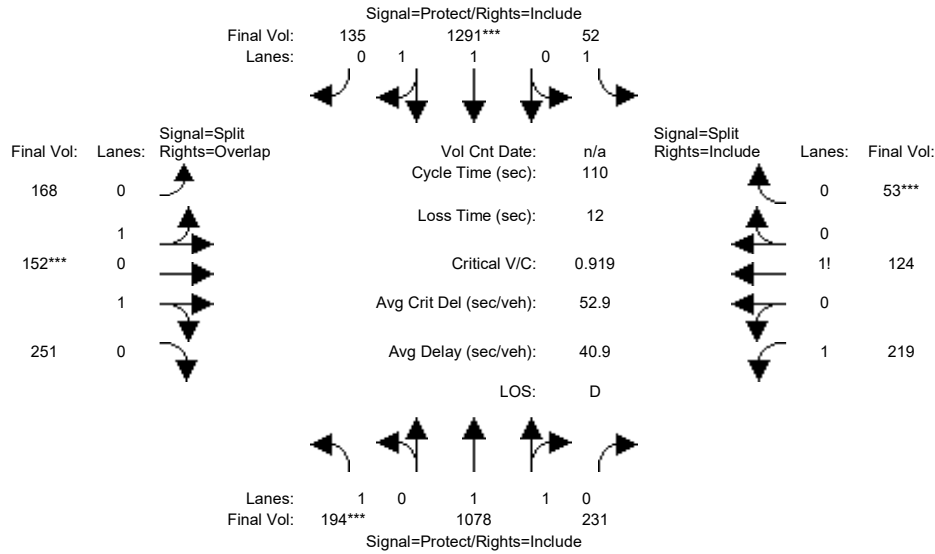 Signal=Protect/Rights=Include
Final Vol: 135 1291*** 52
Lanes: 0 1 1 0 1
Signal=Split Signal=Split
Final Vol: Lanes: Rights=Overlap Vol Cnt Date: n/a Rights=Include Lanes: Final Vol:
Cycle Time (sec): 110
168 0 0 53***
Loss Time (sec): 12
1 0
152*** 0 Critical V/C: 0.919 1! 124
1 Avg Crit Del (sec/veh): 52.9 0
251 0 Avg Delay (sec/veh): 40.9 1 219
LOS: D
Lanes: 1 0 1 1 0
Final Vol: 194*** 1078 231
Signal=Protect/Rights=Include